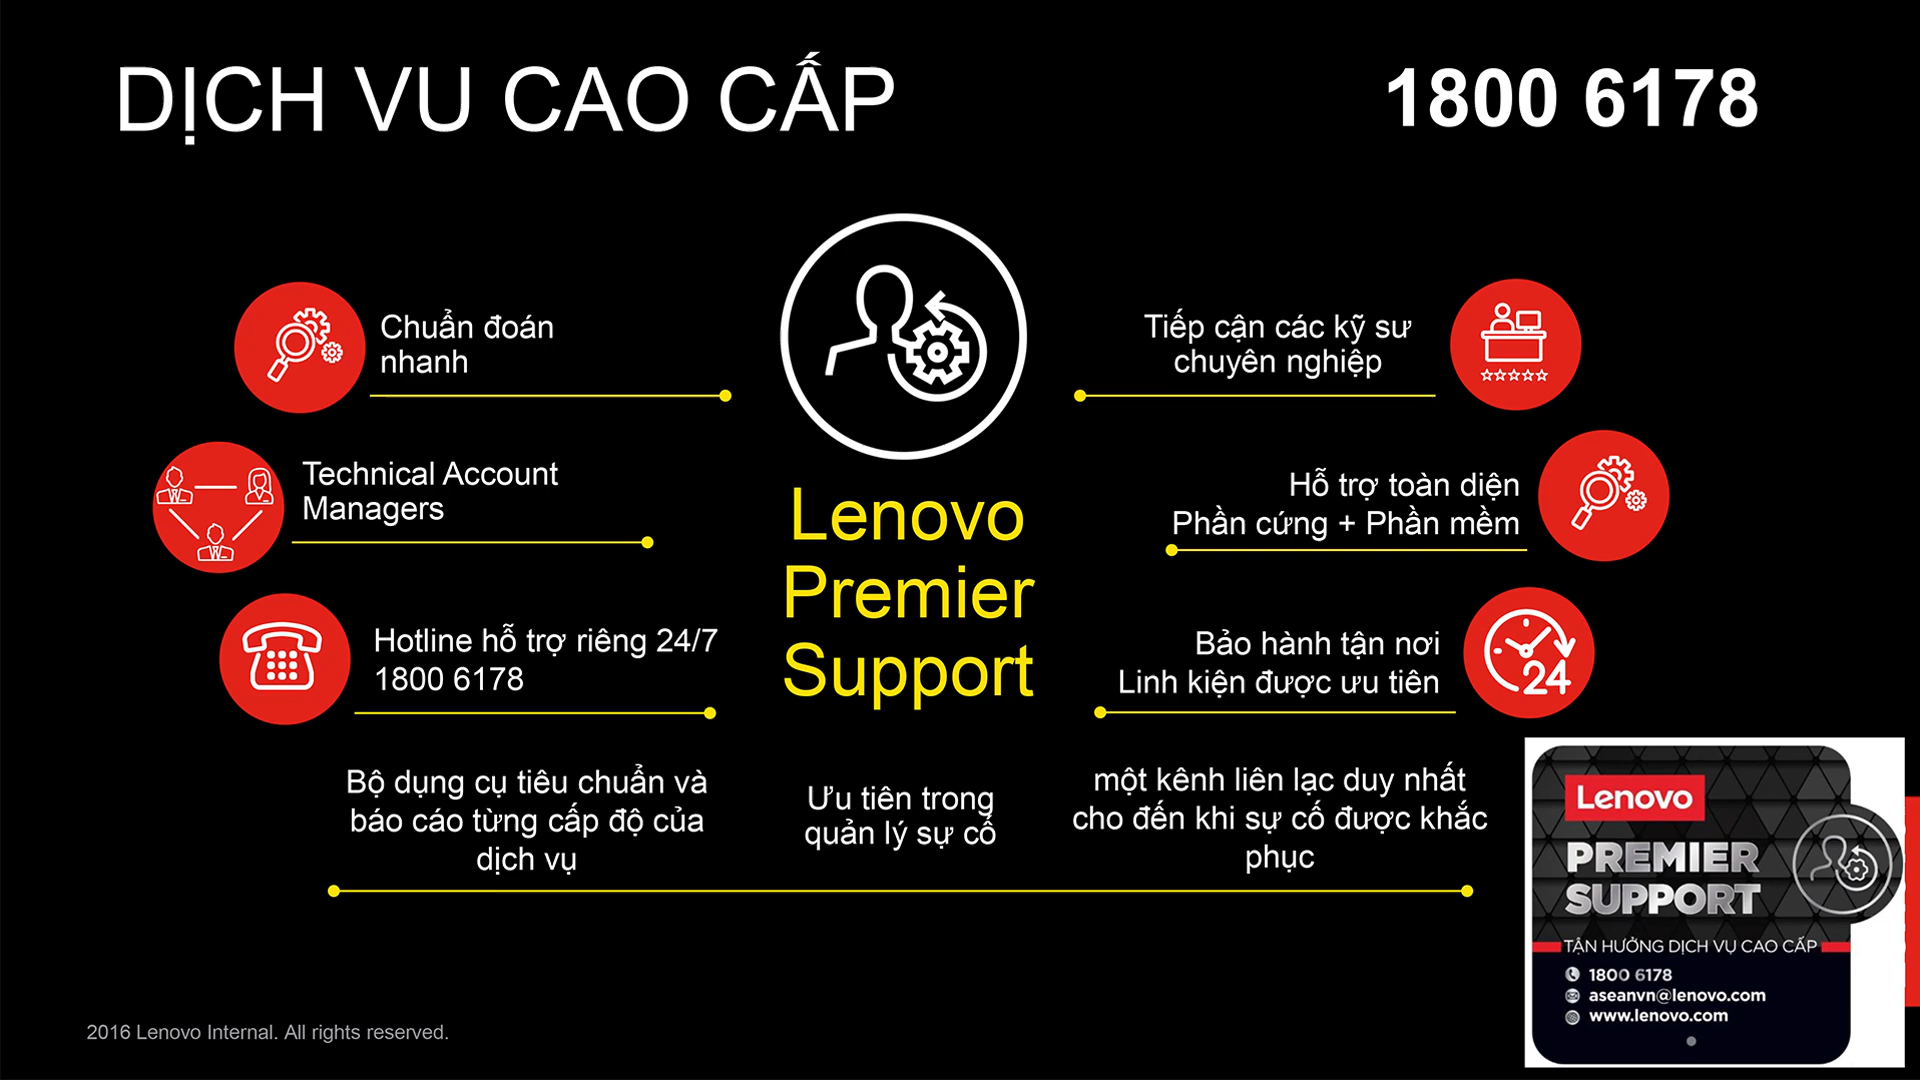 DỊCH VU CAO CẤP
1800 6178
Chuẩn đoán
nhanh
Technical Account
Managers
Hotline hỗ trợ riêng 24/7
1800 6178
Lenovo
Premier
Support
Tiếp cận các kỹ sư
chuyên nghiệp
Hỗ trợ toàn diện
Phần cứng + Phần mềm
Bảo hành tận nơi
Linh kiện được ưu tiên
24
Bộ dụng cụ tiêu chuẩn và
báo cáo từng cấp độ của
dịch vụ
Ưu tiên trong
quản lý sự cố
một kênh liên lạc duy nhất
cho đến khi sự cố được khắc
phục
Lenovo
PREMIER
SUPPORT
TẬN HƯỞNG DỊCH VỤ CAO CẤP
1800 6178
aseanvn@lenovo.com
www.lenovo.com
2016 Lenovo Internal. All rights reserved.